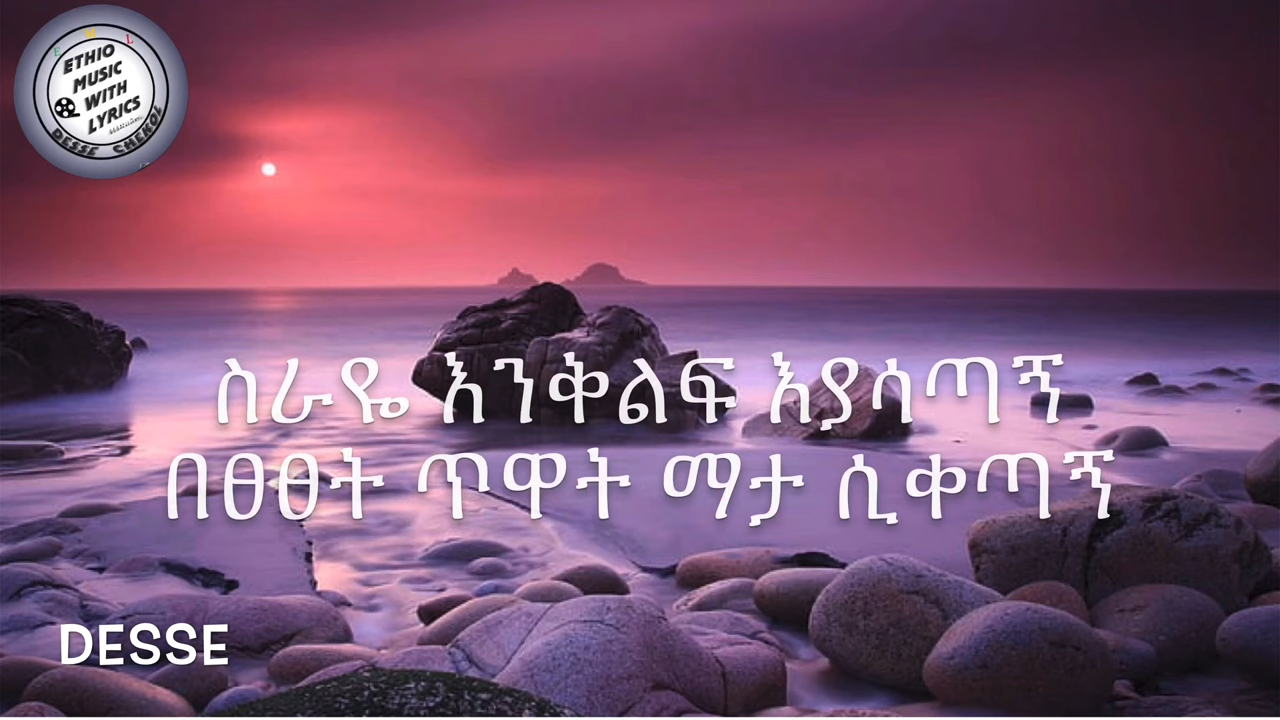 E M L
ETHIO
MUSIC
WITH
LYRICS
DESSE CHEKOL
ስራዬ እንቅልፍ እያሳጣኝ
በፀፀት ጥዋት ማታ ሲቀጣኝ
DESSE